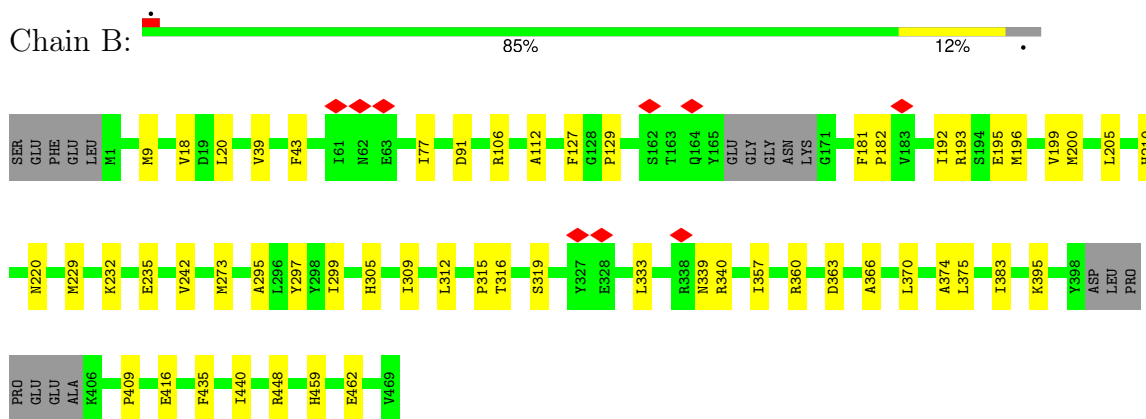 Chain B:
85% 12%
SER GLU PHE GLU LEU M1 M9 V18 D19 L20 V39 F43 I61 N62 E63 I77 D91 R106 A112 F127 G128 P129 S162 T163 Q164 Y165 GLU GLY GLY ASN LYS G171 F181 P182 V183 I192 R193 S194 E195 M196 V199 M200 L205
N220 M229 K232 E235 V242 M273 A295 L296 Y297 Y298 I299 H305 I309 L312 P315 T316 S319 Y327 E328 L333 R338 N339 R340 I357 R360 D363 A366 L370 A374 L375 I383 K395 Y398 ASP LEU PRO
PRO GLU GLU ALA K406 P409 E416 F435 I440 R448 H459 E462 V469